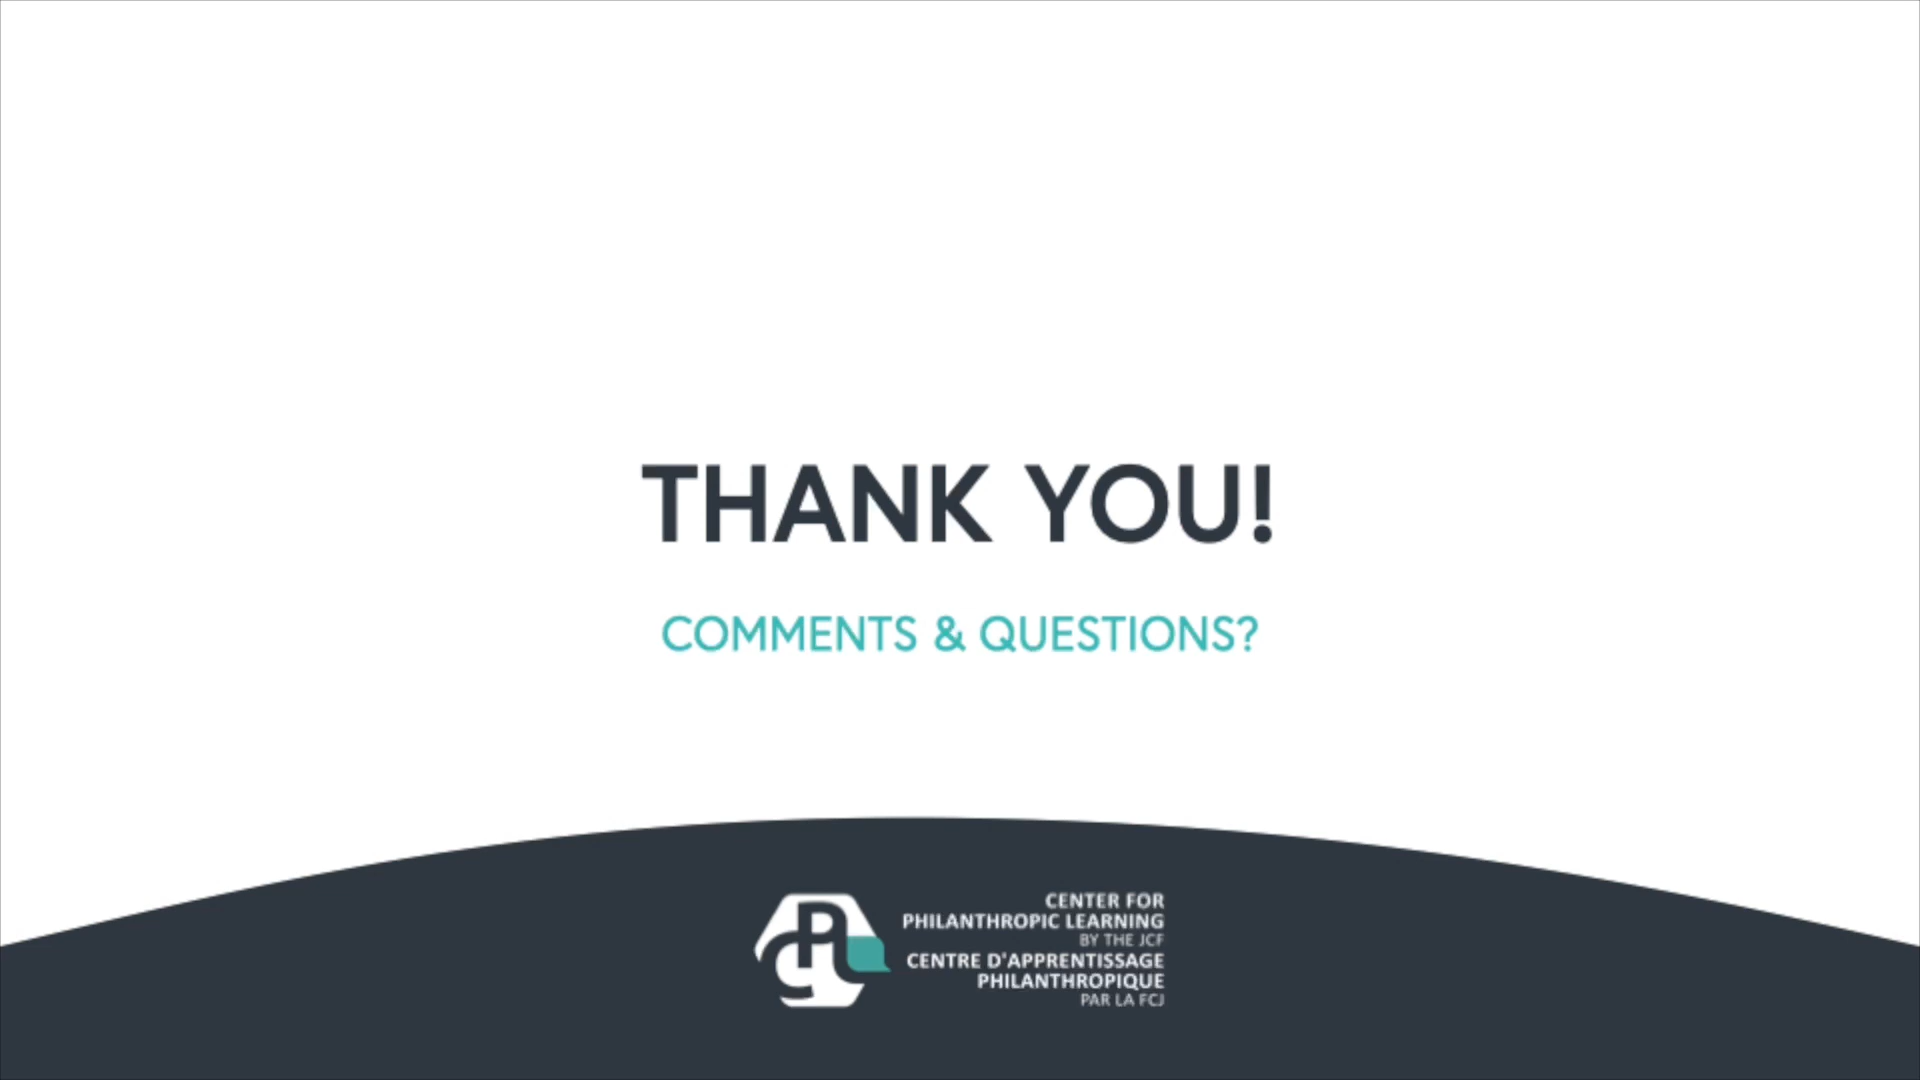 THANK YOU!
COMMENTS & QUESTIONS?
CENTER FOR
PHILANTHROPIC LEARNING
BY THE JCF
CENTRE D'APPRENTISSAGE
PHILANTHROPIQUE
PAR LA FCJ